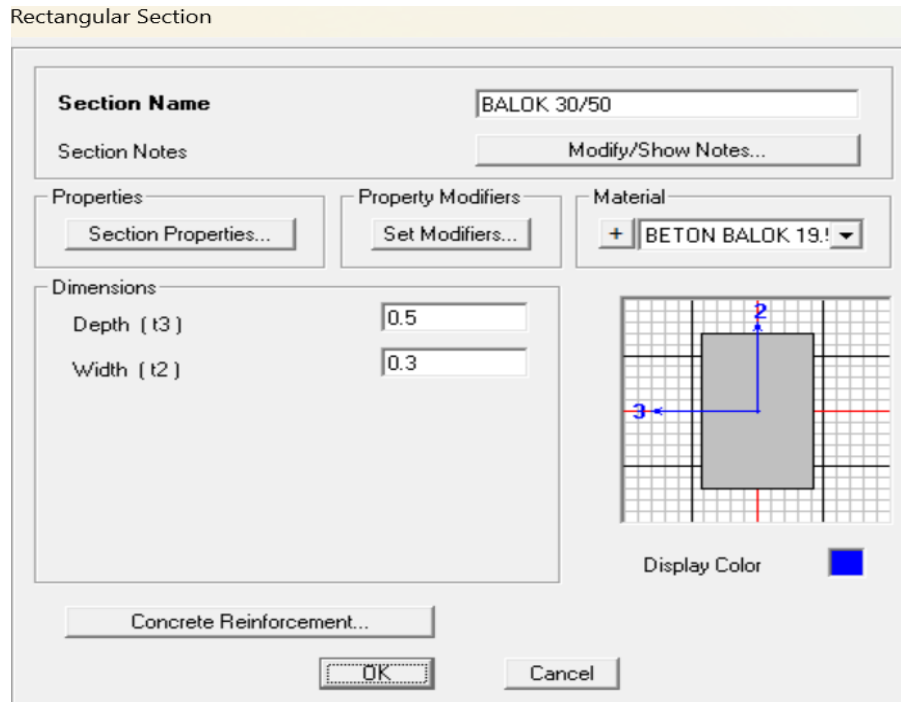 Rectangular Section
Section Name BALOK 30/50
Section Notes Modify/Show Notes...
Properties Property Modifiers Material
Section Properties... Set Modifiers... + BETON BALOK 19.
Dimensions
Depth ( t3 ) 0.5
Width ( t2 ) 0.3
2
3
Display Color
Concrete Reinforcement...
OK Cancel